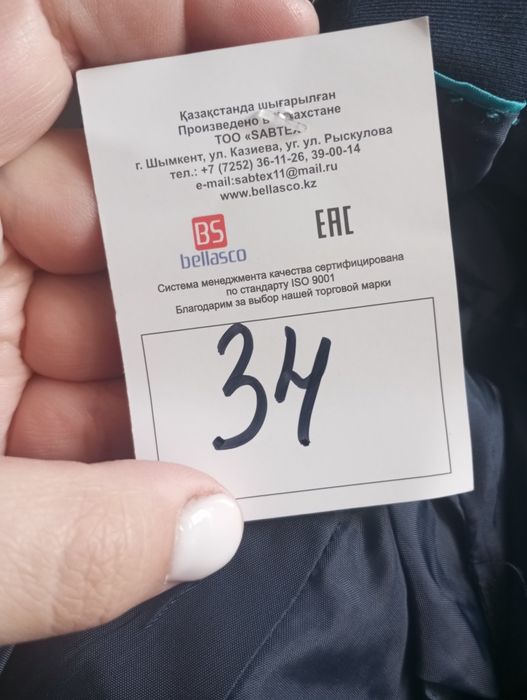 Қазақстанда шығарылған
Произведено в
ТОО «SABTEX
г. Шымкент, ул. Казиева, уг. ул. Рыскулова
тел.: +7 (7252) 36-11-26, 39-00-14
e-mail:sabtex11@mail.ru
www.bellasco.kz
BS
bellasco
EAC
Система менеджмента качества сертифицирована
по стандарту ISO 9001
Благодарим за выбор нашей торговой марки
34